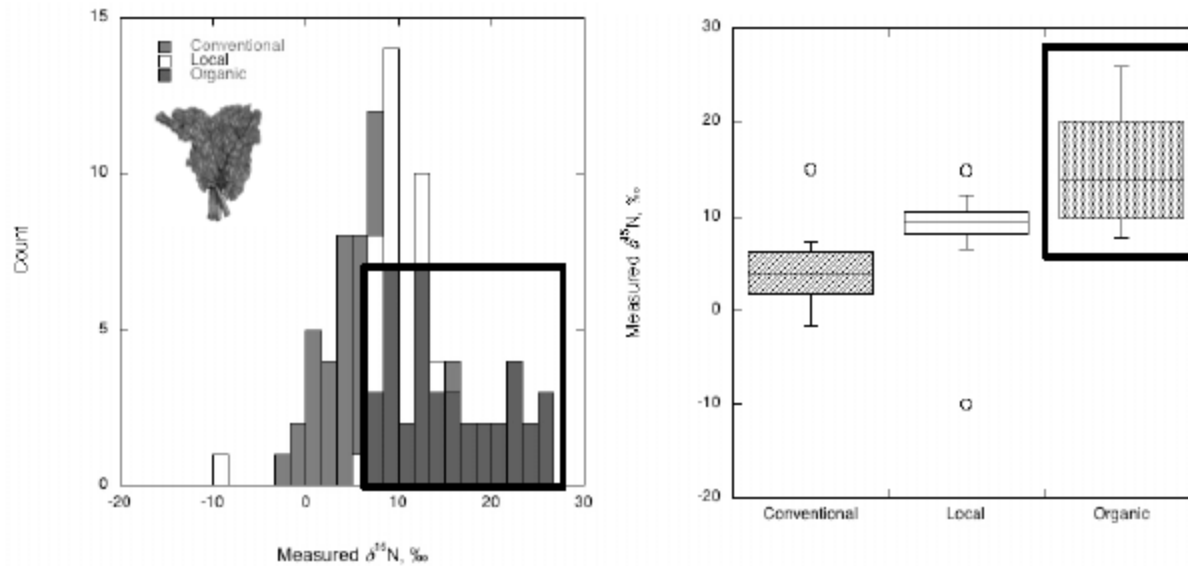 15
Conventional
Local
Organic
10
Count
5
0
-20
-10
0
10
20
30
Measured δ¹⁵N, ‰
30
20
10
Measured δ¹⁵N, ‰
0
-10
-20
Conventional
Local
Organic